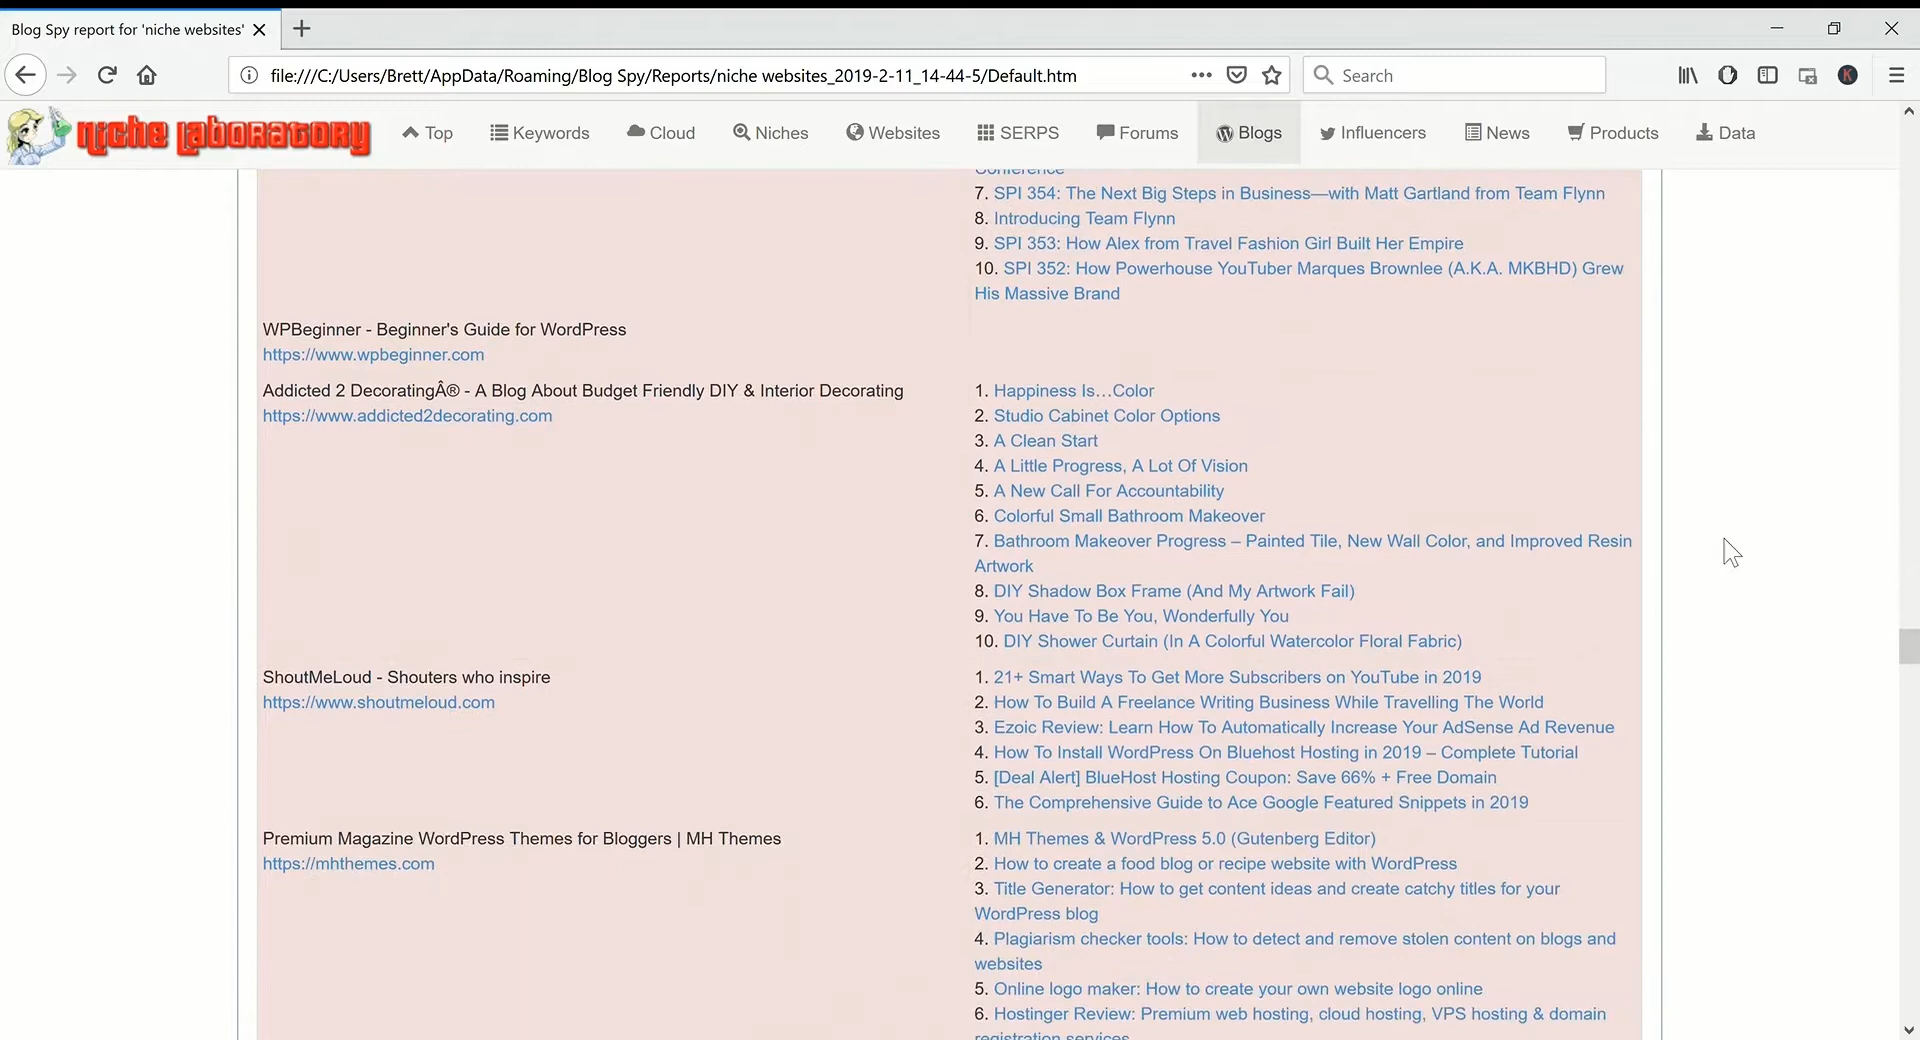 Blog Spy report for 'niche websites'
file:///C:/Users/Brett/AppData/Roaming/Blog Spy/Reports/niche websites_2019-2-11_14-44-5/Default.htm
Search
K
Niche Laboratory
Top
Keywords
Cloud
Niches
Websites
SERPS
Forums
Blogs
Influencers
News
Products
Data
Conference
7. SPI 354: The Next Big Steps in Business—with Matt Gartland from Team Flynn
8. Introducing Team Flynn
9. SPI 353: How Alex from Travel Fashion Girl Built Her Empire
10. SPI 352: How Powerhouse YouTuber Marques Brownlee (A.K.A. MKBHD) Grew
His Massive Brand
WPBeginner - Beginner's Guide for WordPress
https://www.wpbeginner.com
Addicted 2 DecoratingÂ® - A Blog About Budget Friendly DIY & Interior Decorating
https://www.addicted2decorating.com
1. Happiness Is…Color
2. Studio Cabinet Color Options
3. A Clean Start
4. A Little Progress, A Lot Of Vision
5. A New Call For Accountability
6. Colorful Small Bathroom Makeover
7. Bathroom Makeover Progress – Painted Tile, New Wall Color, and Improved Resin
Artwork
8. DIY Shadow Box Frame (And My Artwork Fail)
9. You Have To Be You, Wonderfully You
10. DIY Shower Curtain (In A Colorful Watercolor Floral Fabric)
ShoutMeLoud - Shouters who inspire
https://www.shoutmeloud.com
1. 21+ Smart Ways To Get More Subscribers on YouTube in 2019
2. How To Build A Freelance Writing Business While Travelling The World
3. Ezoic Review: Learn How To Automatically Increase Your AdSense Ad Revenue
4. How To Install WordPress On Bluehost Hosting in 2019 – Complete Tutorial
5. [Deal Alert] BlueHost Hosting Coupon: Save 66% + Free Domain
6. The Comprehensive Guide to Ace Google Featured Snippets in 2019
Premium Magazine WordPress Themes for Bloggers | MH Themes
https://mhthemes.com
1. MH Themes & WordPress 5.0 (Gutenberg Editor)
2. How to create a food blog or recipe website with WordPress
3. Title Generator: How to get content ideas and create catchy titles for your
WordPress blog
4. Plagiarism checker tools: How to detect and remove stolen content on blogs and
websites
5. Online logo maker: How to create your own website logo online
6. Hostinger Review: Premium web hosting, cloud hosting, VPS hosting & domain
registration services